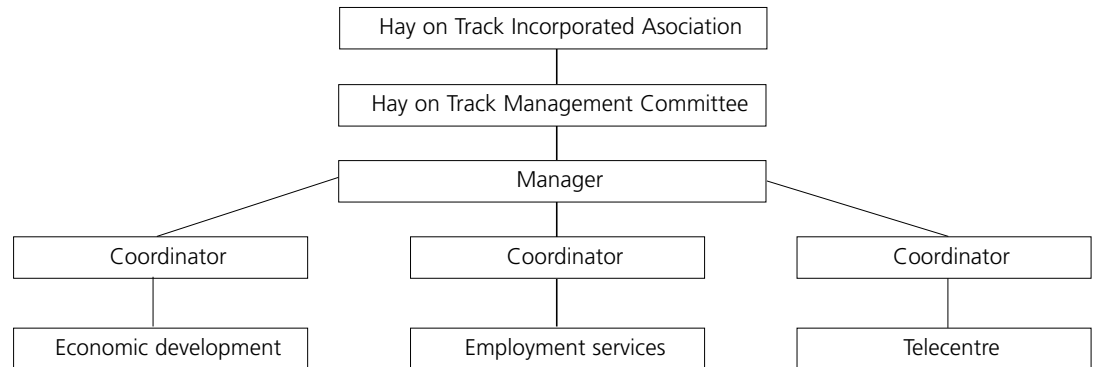 Hay on Track Incorporated Asociation
Hay on Track Management Committee
Manager
Coordinator
Coordinator
Coordinator
Economic development
Employment services
Telecentre